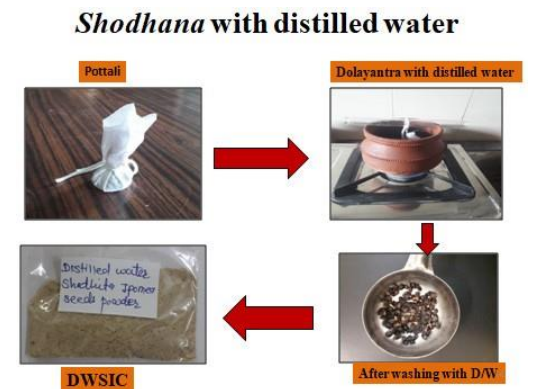 Shodhana with distilled water
Pottali
Dolayantra with distilled water
Distilled water
Shodhita Ipomea
seeds powder
DWSIC
After washing with D/W